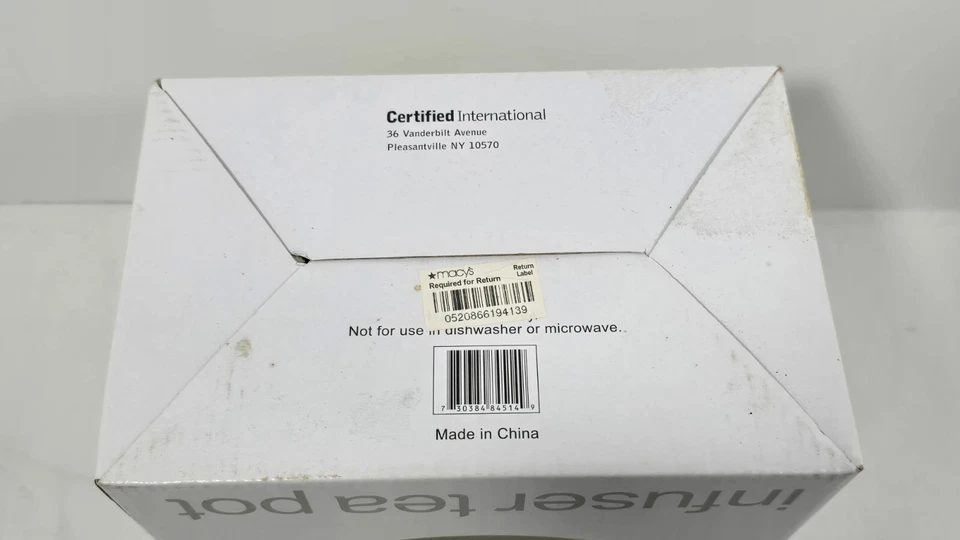 Certified International
36 Vanderbilt Avenue
Pleasantville NY 10570
★macy's
Return
Label
Required for Return
0520866194139
Not for use in dishwasher or microwave.
7 30384 84514 9
Made in China
infuser tea pot